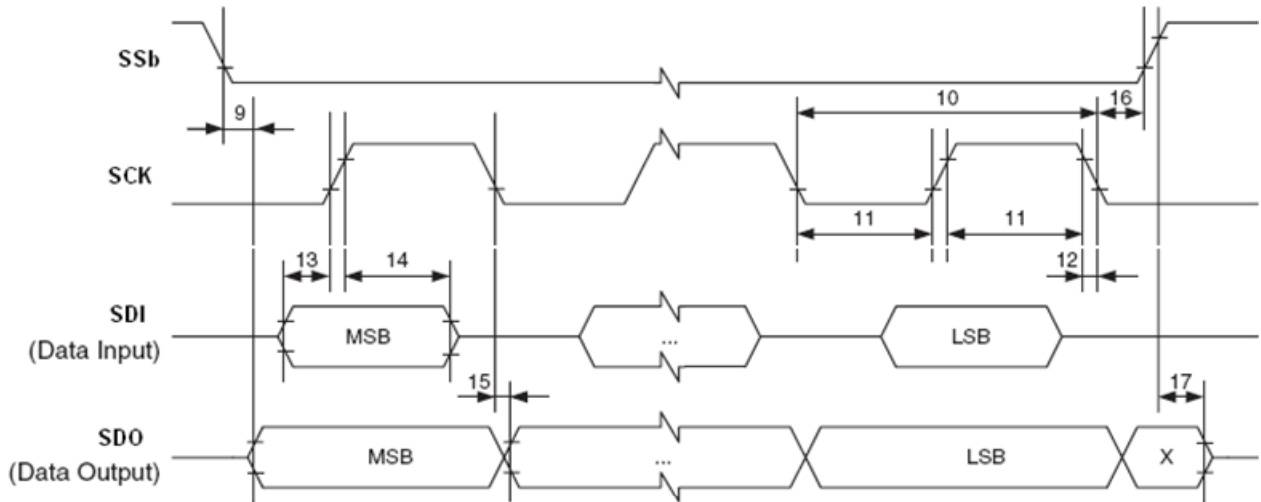 SSb
9
10
16
SCK
11
11
13
14
12
SDI
(Data Input)
MSB
...
LSB
15
17
SDO
(Data Output)
MSB
...
LSB
X